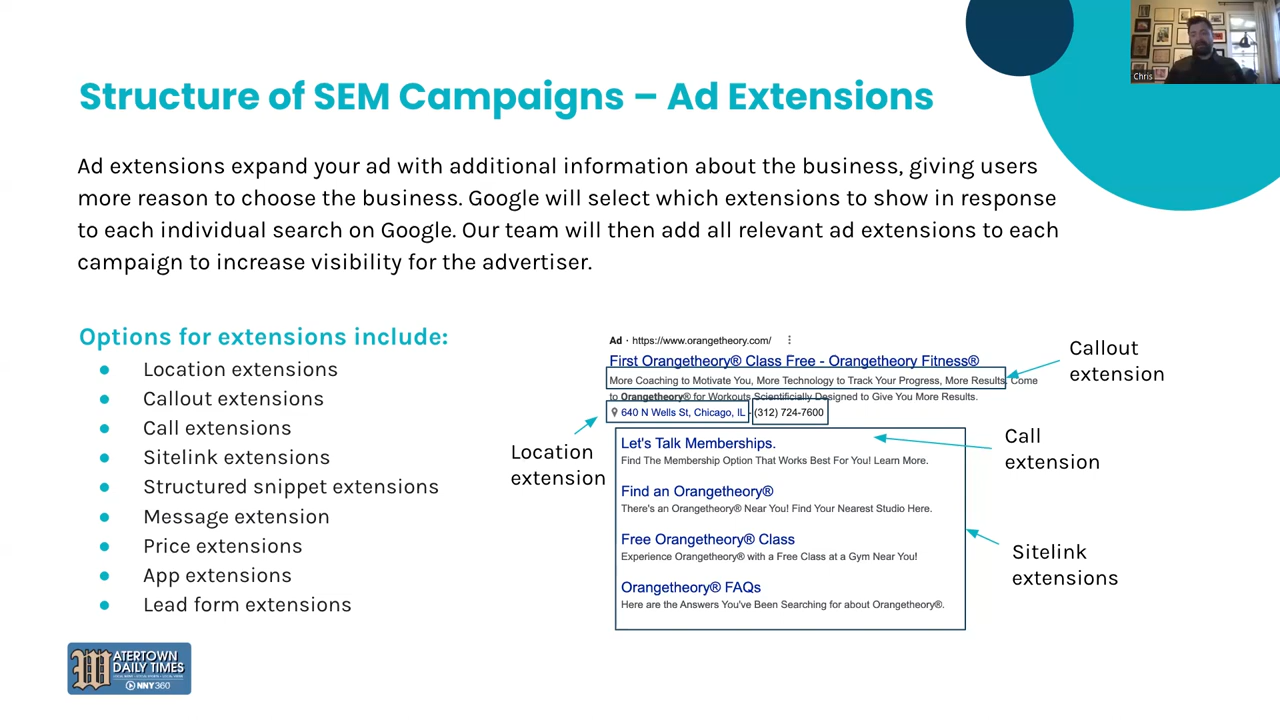 Chris
Structure of SEM Campaigns – Ad Extensions
Ad extensions expand your ad with additional information about the business, giving users
more reason to choose the business. Google will select which extensions to show in response
to each individual search on Google. Our team will then add all relevant ad extensions to each
campaign to increase visibility for the advertiser.
Options for extensions include:
● Location extensions
● Callout extensions
● Call extensions
● Sitelink extensions
● Structured snippet extensions
● Message extension
● Price extensions
● App extensions
● Lead form extensions
Ad · https://www.orangetheory.com/
First Orangetheory® Class Free - Orangetheory Fitness®
More Coaching to Motivate You, More Technology to Track Your Progress, More Results. Come
to Orangetheory® for Workouts Scientifically Designed to Give You More Results.
640 N Wells St, Chicago, IL - (312) 724-7600
Let's Talk Memberships.
Find The Membership Option That Works Best For You! Learn More.
Find an Orangetheory®
There's an Orangetheory® Near You! Find Your Nearest Studio Here.
Free Orangetheory® Class
Experience Orangetheory® with a Free Class at a Gym Near You!
Orangetheory® FAQs
Here are the Answers You've Been Searching for about Orangetheory®.
Callout
extension
Location
extension
Call
extension
Sitelink
extensions
WATERTOWN
DAILY TIMES
NNY360